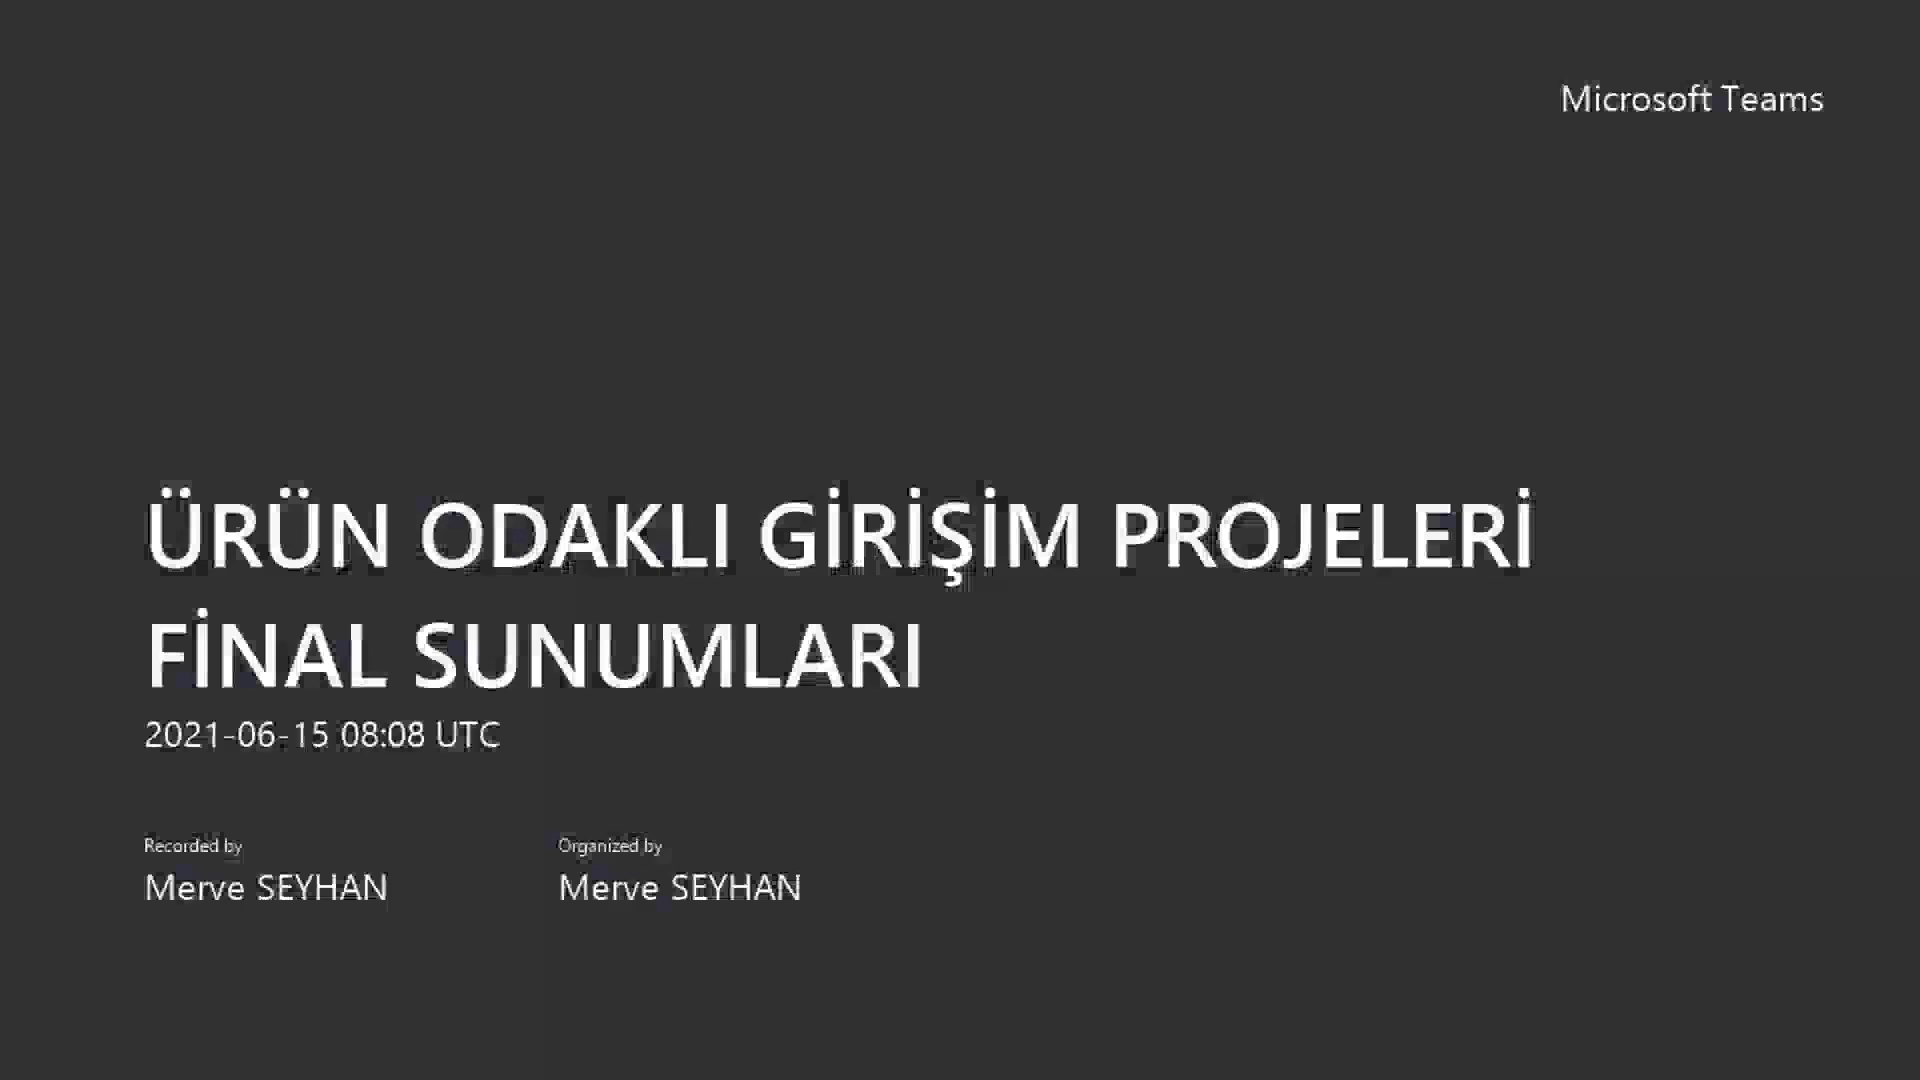 Microsoft Teams
ÜRÜN ODAKLI GİRİŞİM PROJELERİ
FİNAL SUNUMLARI
2021-06-15 08:08 UTC
Recorded by
Merve SEYHAN
Organized by
Merve SEYHAN